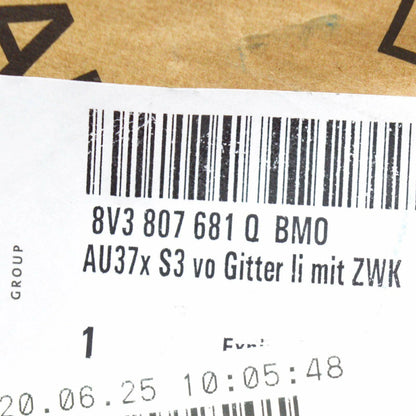 8V3 807 681 Q BMO
AU37x S3 vo Gitter li mit ZWK
GROUP
1
20.06.25 10:05:48